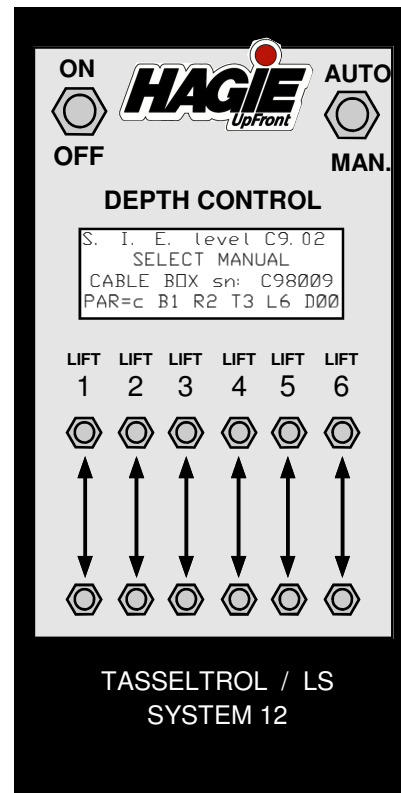 ON
AUTO
HAGIE
UpFront
OFF
MAN.
DEPTH CONTROL
S. I. E. level C9.02
SELECT MANUAL
CABLE BOX sn: C98009
PAR=c B1 R2 T3 L6 D00
LIFT LIFT LIFT LIFT LIFT LIFT
1 2 3 4 5 6
TASSELTROL / LS
SYSTEM 12